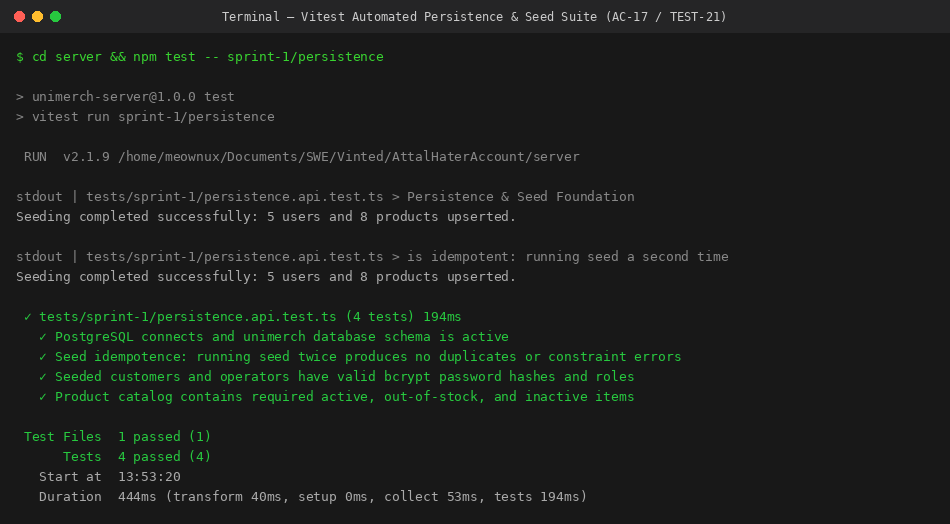 Terminal — Vitest Automated Persistence & Seed Suite (AC-17 / TEST-21)
$ cd server && npm test -- sprint-1/persistence
> unimerch-server@1.0.0 test
> vitest run sprint-1/persistence
RUN  v2.1.9 /home/meownux/Documents/SWE/Vinted/AttalHaterAccount/server
stdout | tests/sprint-1/persistence.api.test.ts > Persistence & Seed Foundation
Seeding completed successfully: 5 users and 8 products upserted.
stdout | tests/sprint-1/persistence.api.test.ts > is idempotent: running seed a second time
Seeding completed successfully: 5 users and 8 products upserted.
✓ tests/sprint-1/persistence.api.test.ts (4 tests) 194ms
✓ PostgreSQL connects and unimerch database schema is active
✓ Seed idempotence: running seed twice produces no duplicates or constraint errors
✓ Seeded customers and operators have valid bcrypt password hashes and roles
✓ Product catalog contains required active, out-of-stock, and inactive items
Test Files  1 passed (1)
Tests  4 passed (4)
Start at  13:53:20
Duration  444ms (transform 40ms, setup 0ms, collect 53ms, tests 194ms)